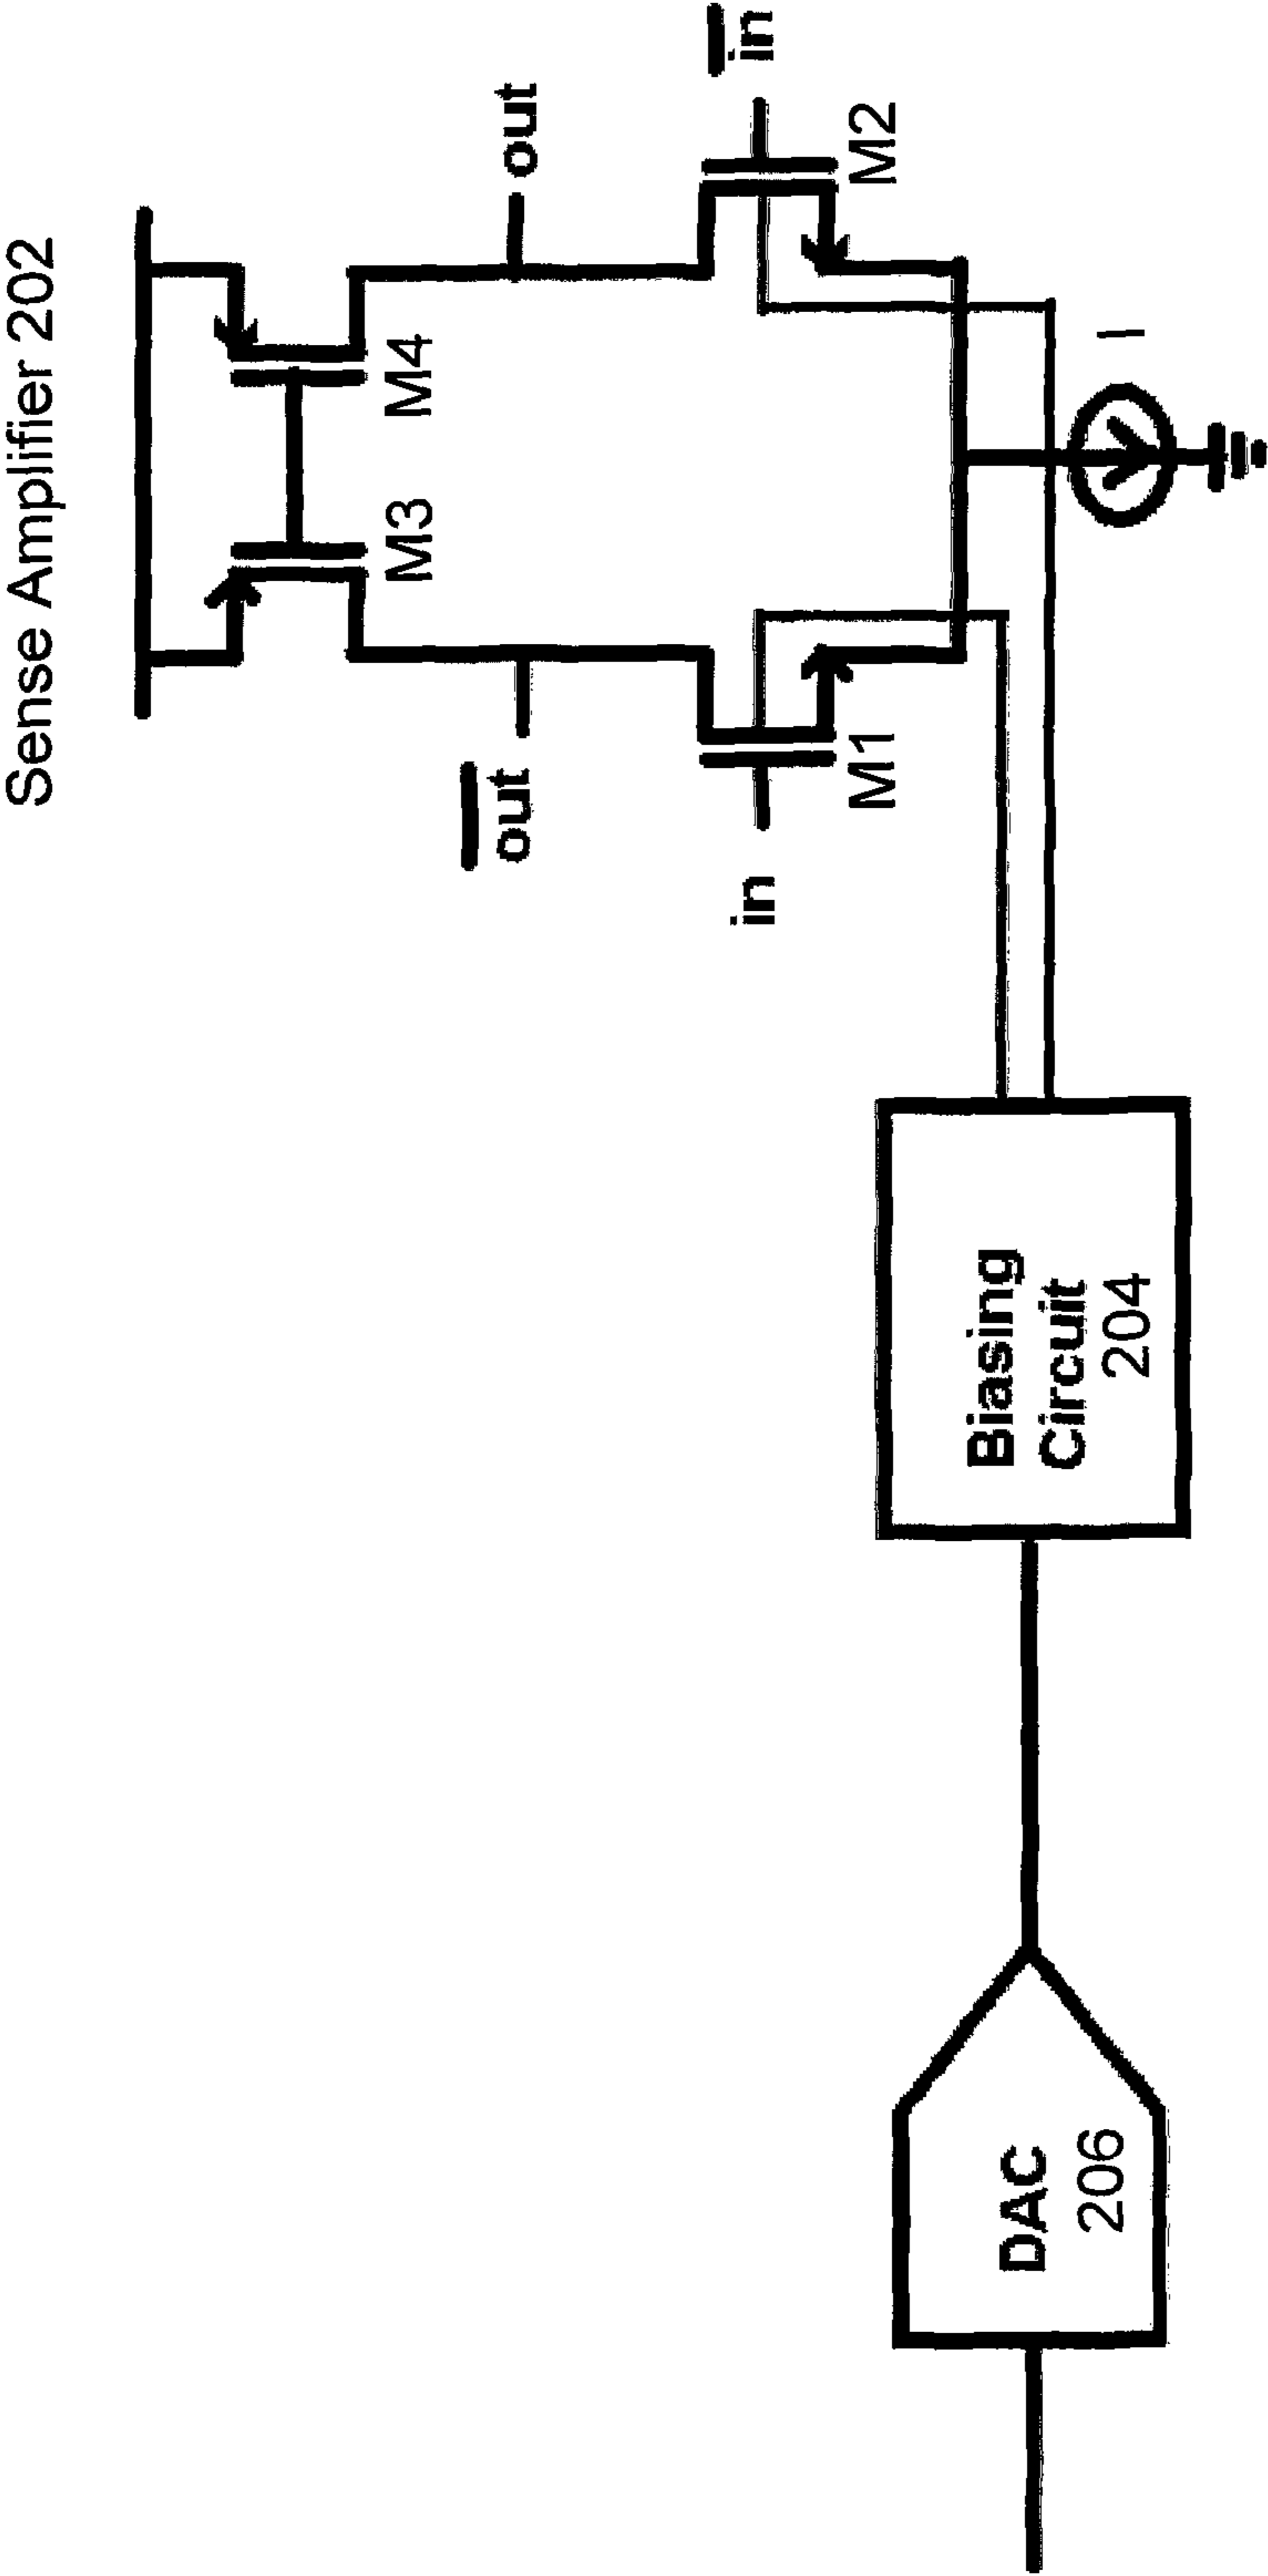 Sense Amplifier 202
M3
M4
out
out
in
M1
M2
in
I
Biasing
Circuit
204
DAC
206